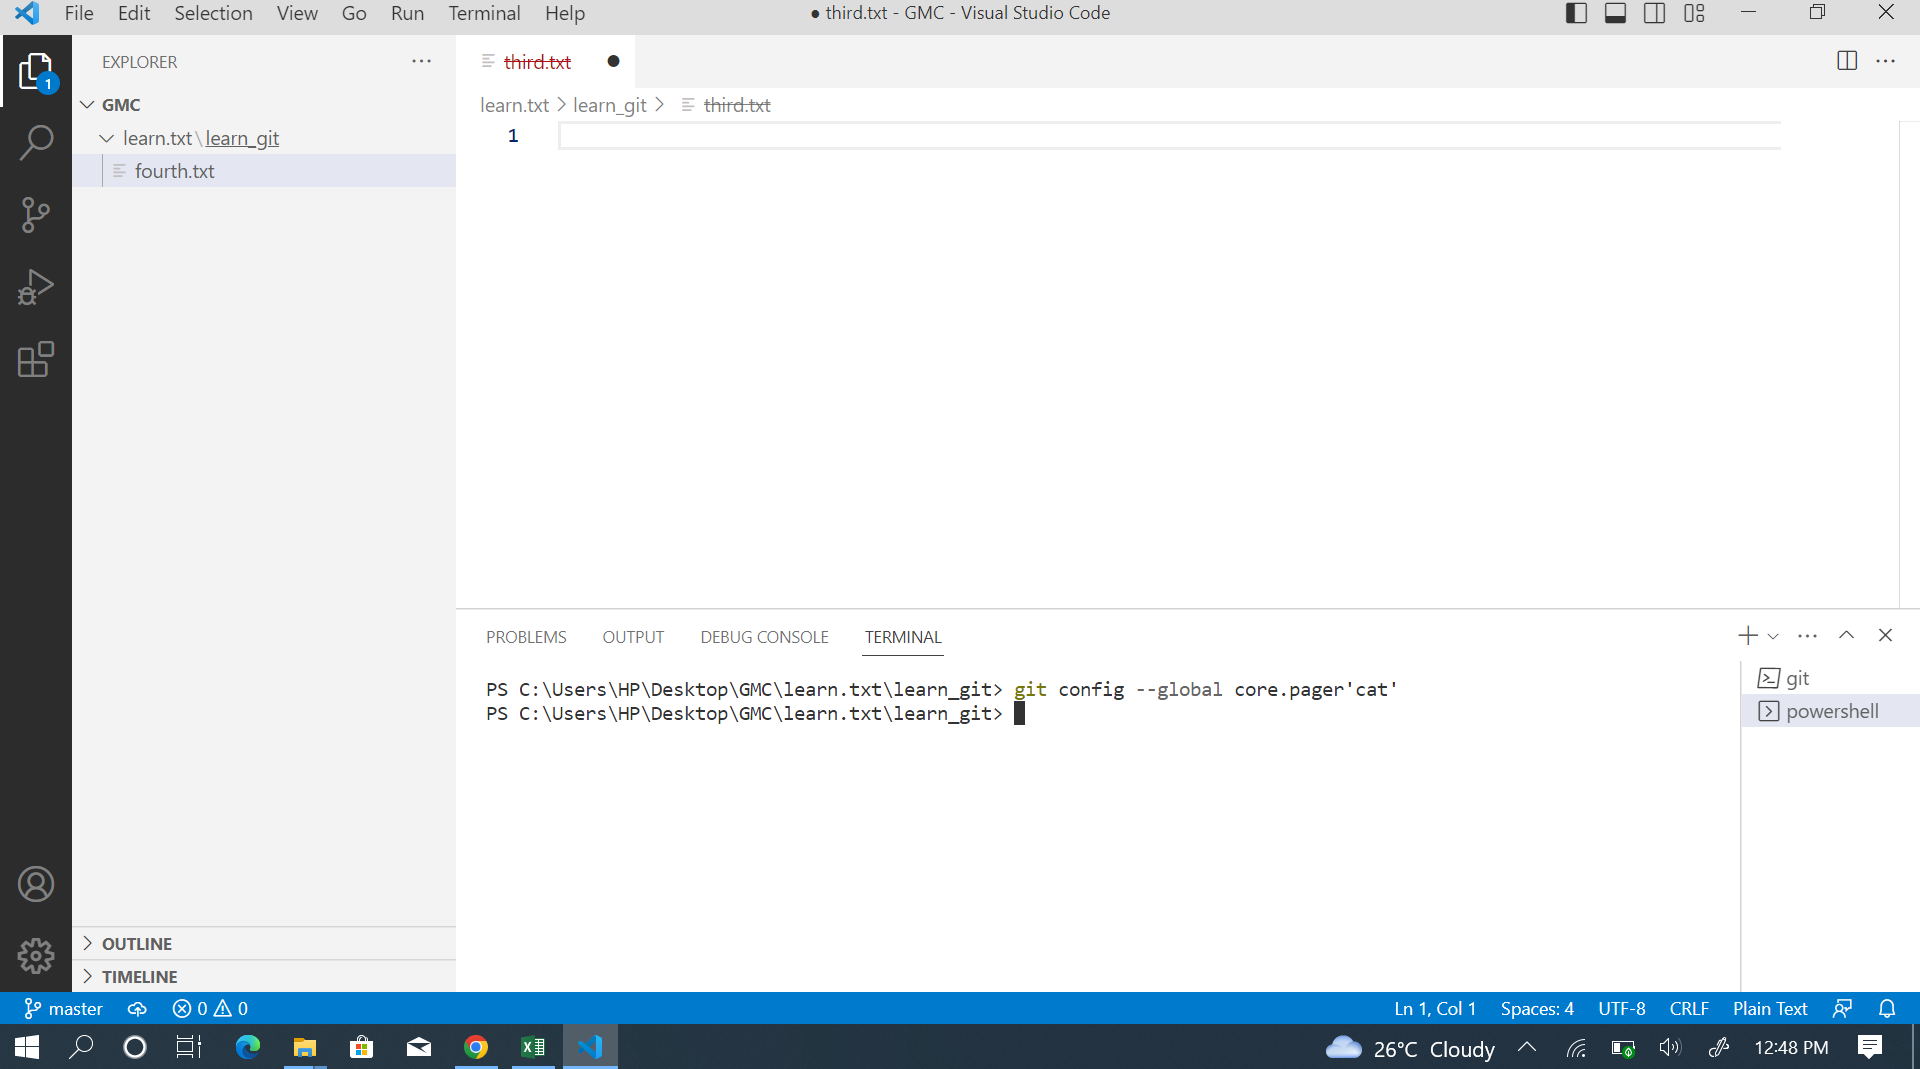 File Edit Selection View Go Run Terminal Help
● third.txt - GMC - Visual Studio Code
1
EXPLORER
GMC
learn.txt\learn_git
fourth.txt
OUTLINE
TIMELINE
third.txt
learn.txt > learn_git > third.txt
1
PROBLEMS OUTPUT DEBUG CONSOLE TERMINAL
PS C:\Users\HP\Desktop\GMC\learn.txt\learn_git> git config --global core.pager'cat'
PS C:\Users\HP\Desktop\GMC\learn.txt\learn_git>
git
powershell
master 0 0
Ln 1, Col 1 Spaces: 4 UTF-8 CRLF Plain Text
26°C Cloudy 12:48 PM